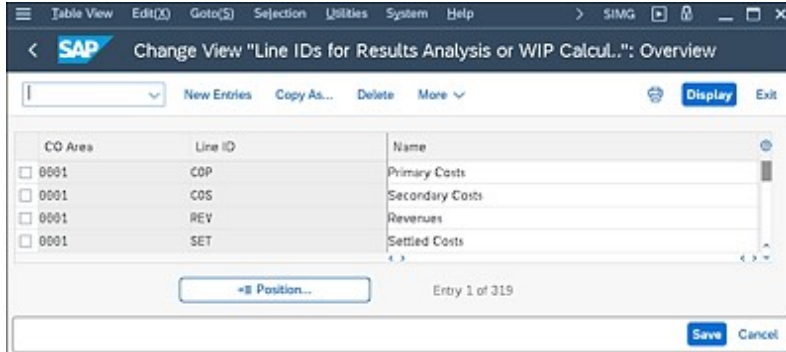 Table View Edit(X) Goto(S) Selection Utilities System Help SIMG
SAP Change View "Line IDs for Results Analysis or WIP Calcul..": Overview
New Entries Copy As... Delete More Display Exit
CO Area Line ID Name
0001 COP Primary Costs
0001 COS Secondary Costs
0001 REV Revenues
0001 SET Settled Costs
Position... Entry 1 of 319
Save Cancel